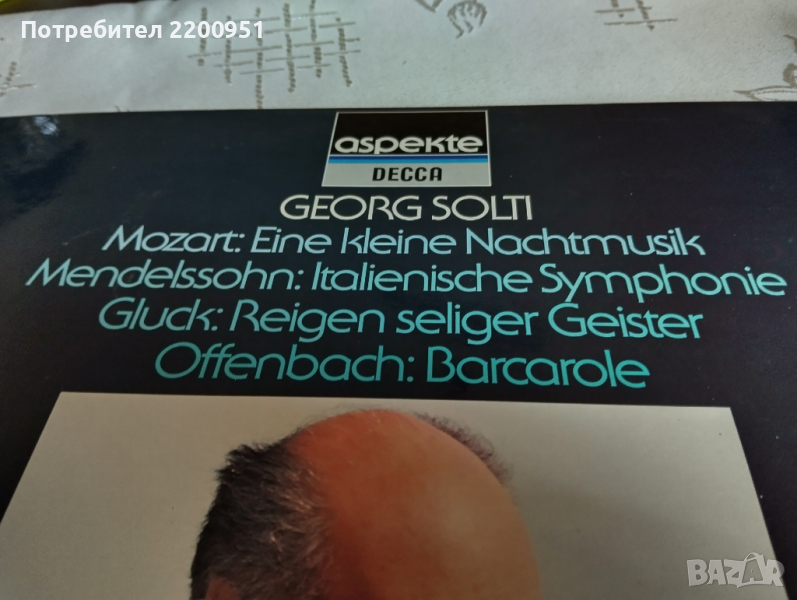 Потребител 2200951
aspekte
DECCA
GEORG SOLTI
Mozart: Eine kleine Nachtmusik
Mendelssohn: Italienische Symphonie
Gluck: Reigen seliger Geister
Offenbach: Barcarole
BAZAR